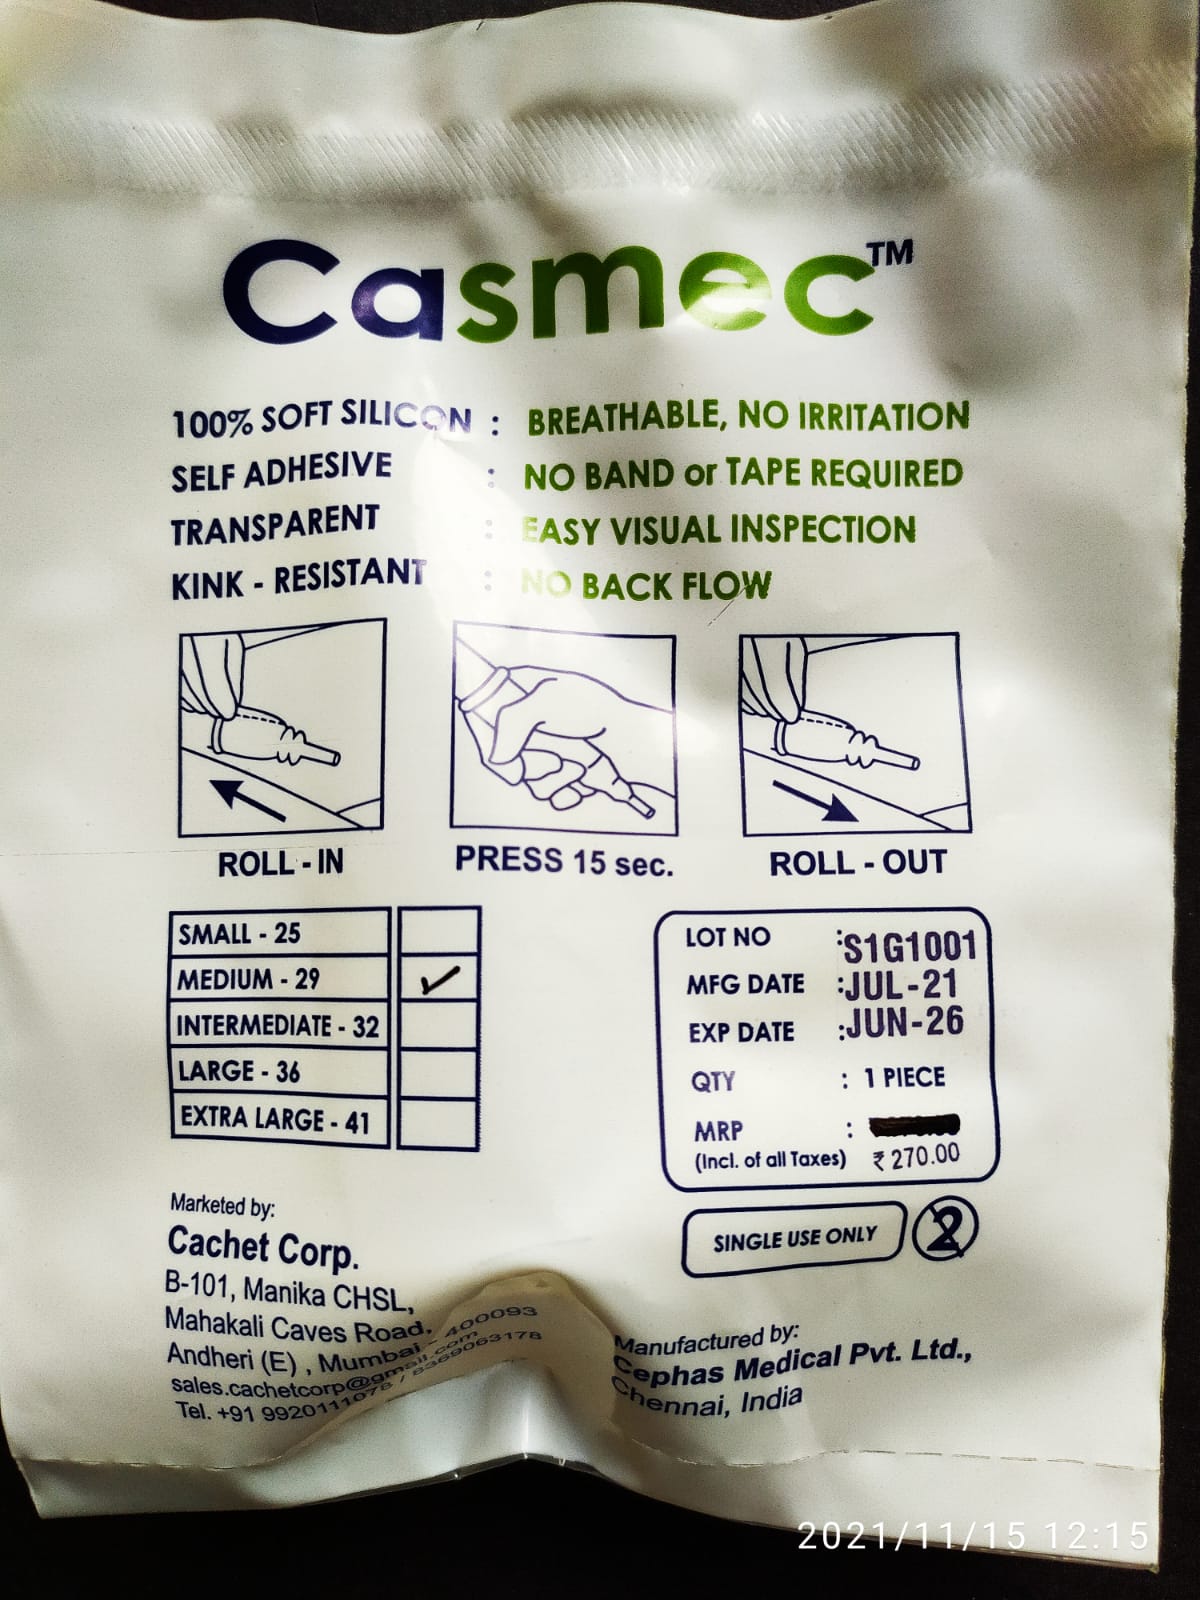 Casmec™
100% SOFT SILICON : BREATHABLE, NO IRRITATION
SELF ADHESIVE : NO BAND or TAPE REQUIRED
TRANSPARENT : EASY VISUAL INSPECTION
KINK - RESISTANT : NO BACK FLOW
ROLL - IN
PRESS 15 sec.
ROLL - OUT
SMALL - 25
MEDIUM - 29 ✓
INTERMEDIATE - 32
LARGE - 36
EXTRA LARGE - 41
LOT NO : S1G1001
MFG DATE : JUL-21
EXP DATE : JUN-26
QTY : 1 PIECE
MRP :
(Incl. of all Taxes) ₹ 270.00
SINGLE USE ONLY
2
Marketed by:
Cachet Corp.
B-101, Manika CHSL,
Mahakali Caves Road,
Andheri (E) , Mumbai - 400093
sales.cachetcorp@gmail.com
Tel. +91 9920111078 / 8369063178
Manufactured by:
Cephas Medical Pvt. Ltd.,
Chennai, India
2021/11/15 12:15